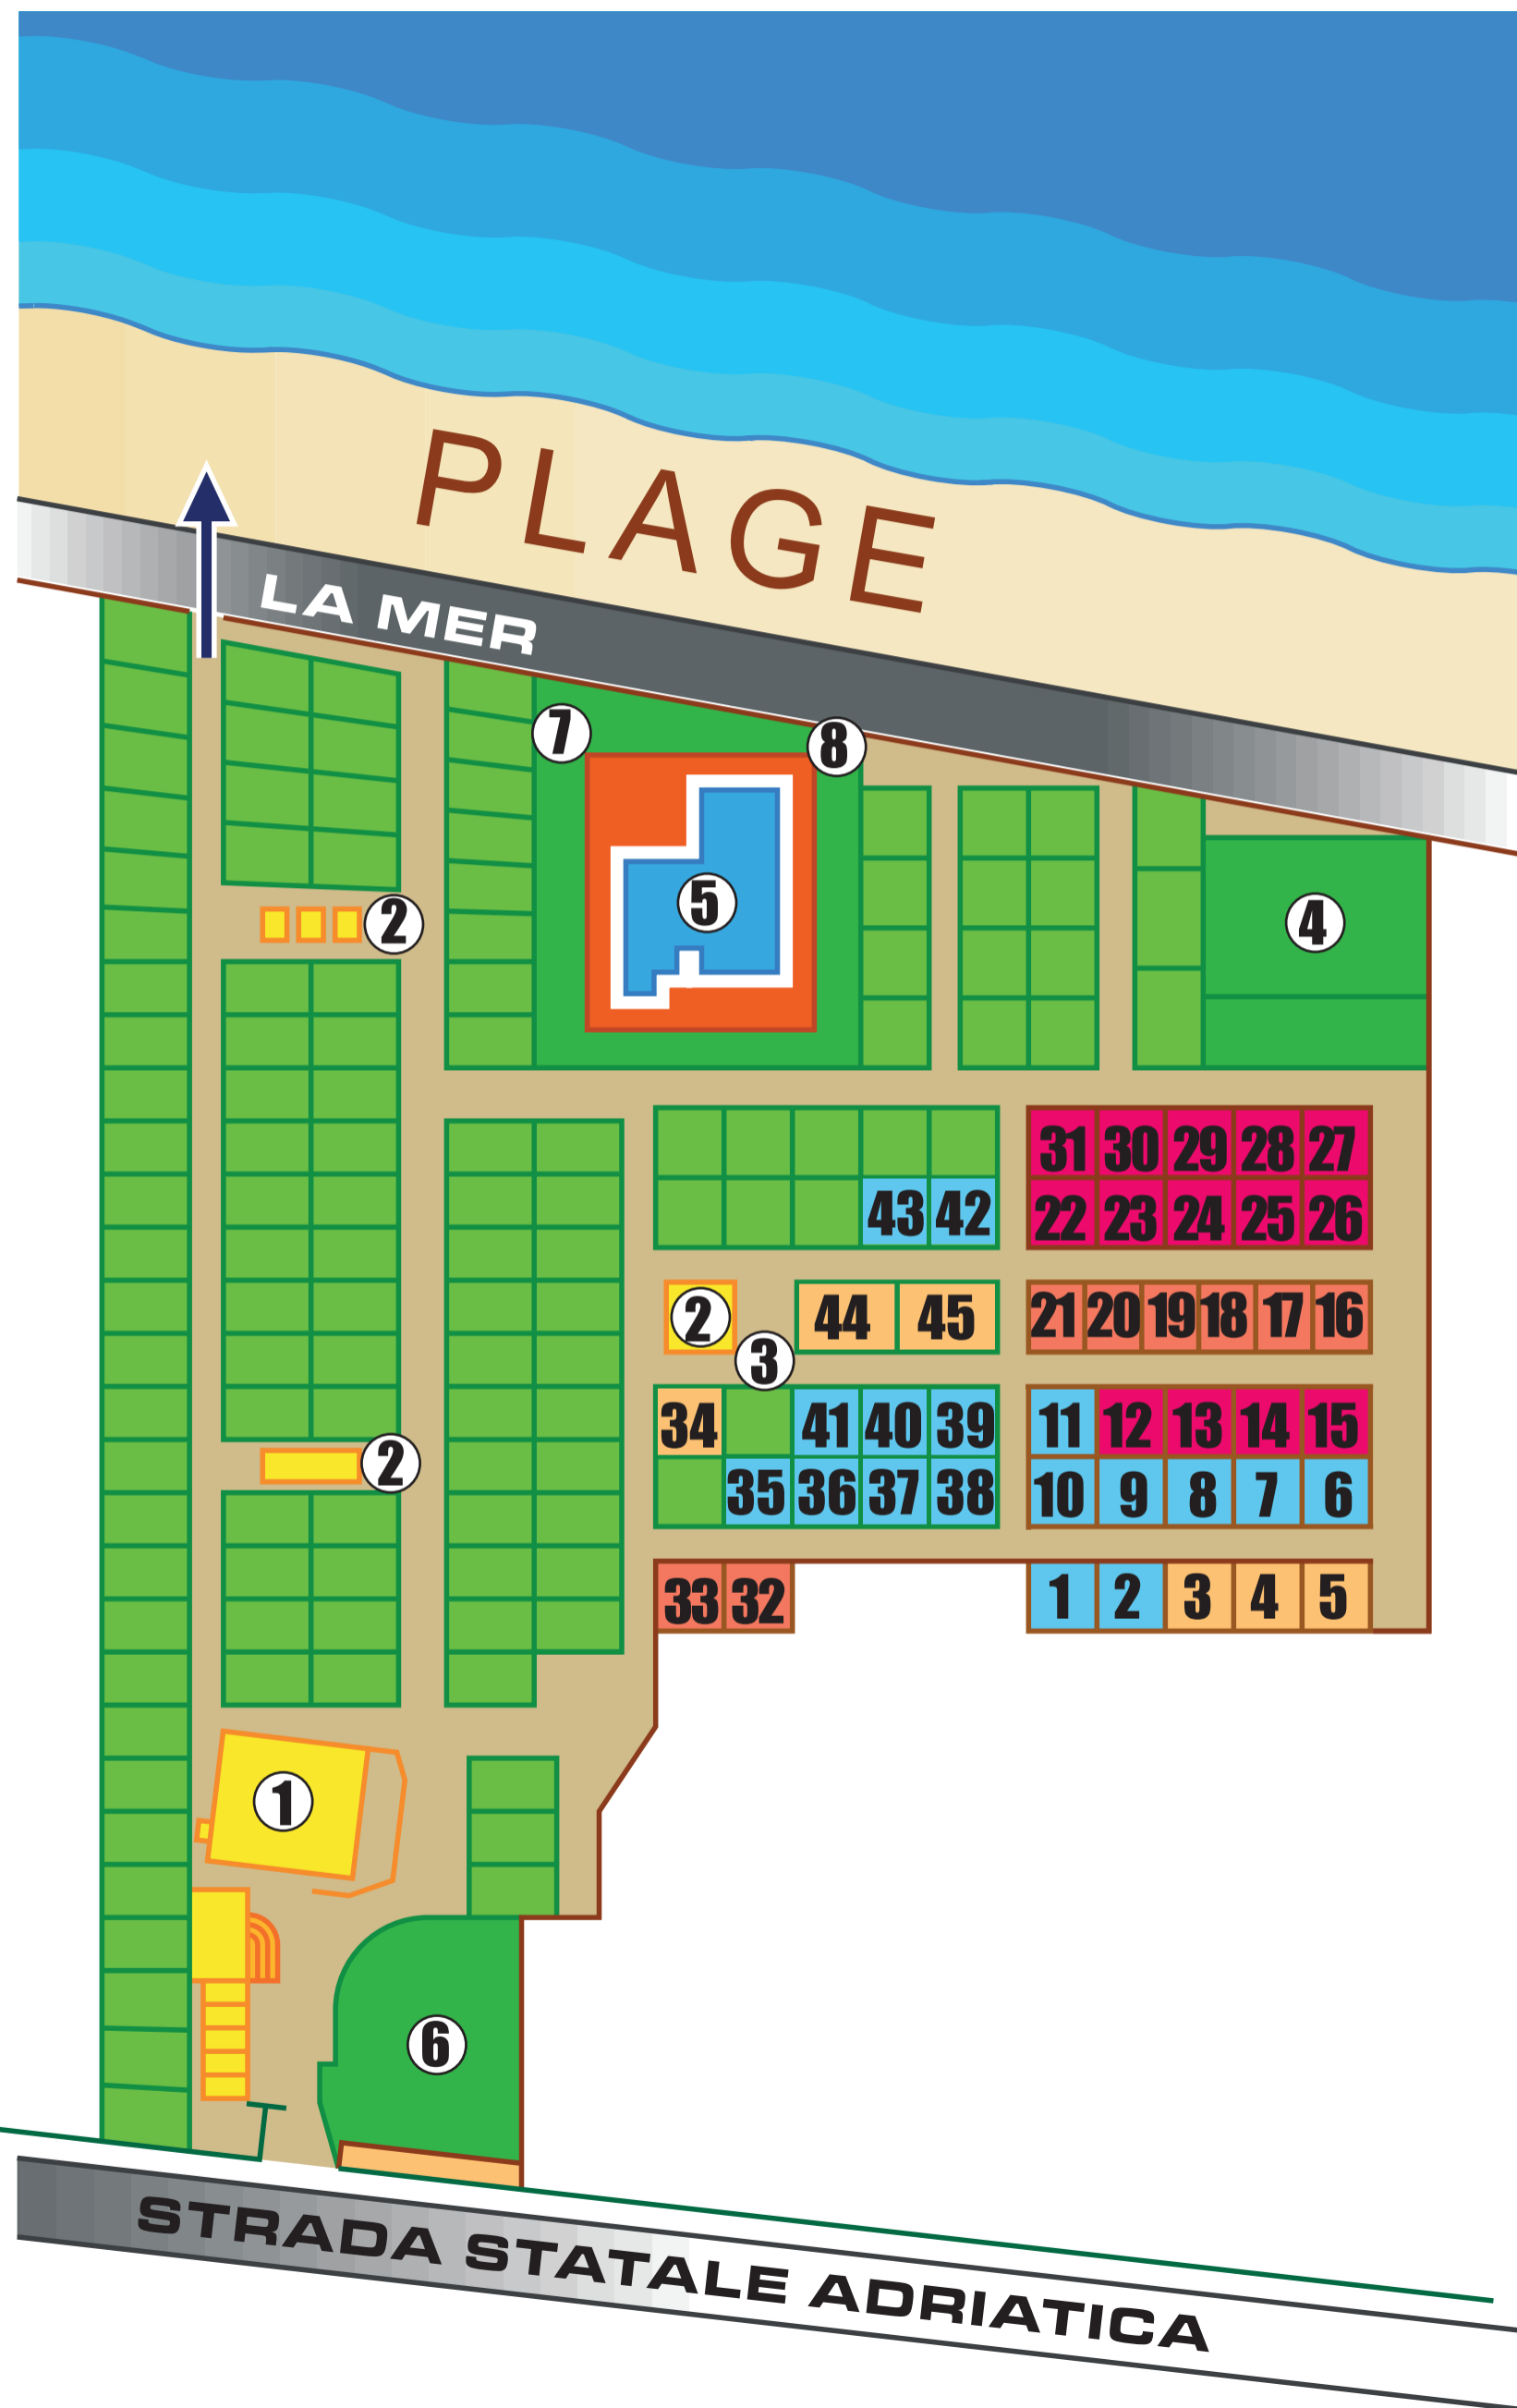 PLAGE
LA MER
7
8
5
2
4
31 30 29 28 27
43 42 22 23 24 25 26
2 44 45 21 20 19 18 17 16
3
34 41 40 39 11 12 13 14 15
2 35 36 37 38 10 9 8 7 6
33 32 1 2 3 4 5
1
6
STRADA STATALE ADRIATICA